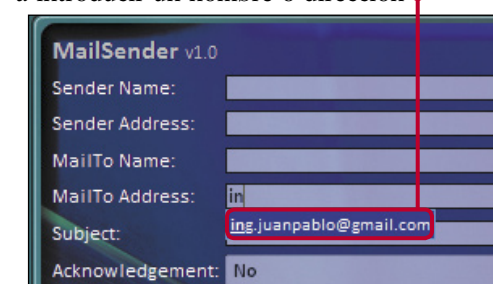 a introducir un nombre o dirección
MailSender v1.0
Sender Name:
Sender Address:
MailTo Name:
MailTo Address: in
ing.juanpablo@gmail.com
Subject:
Acknowledgement: No